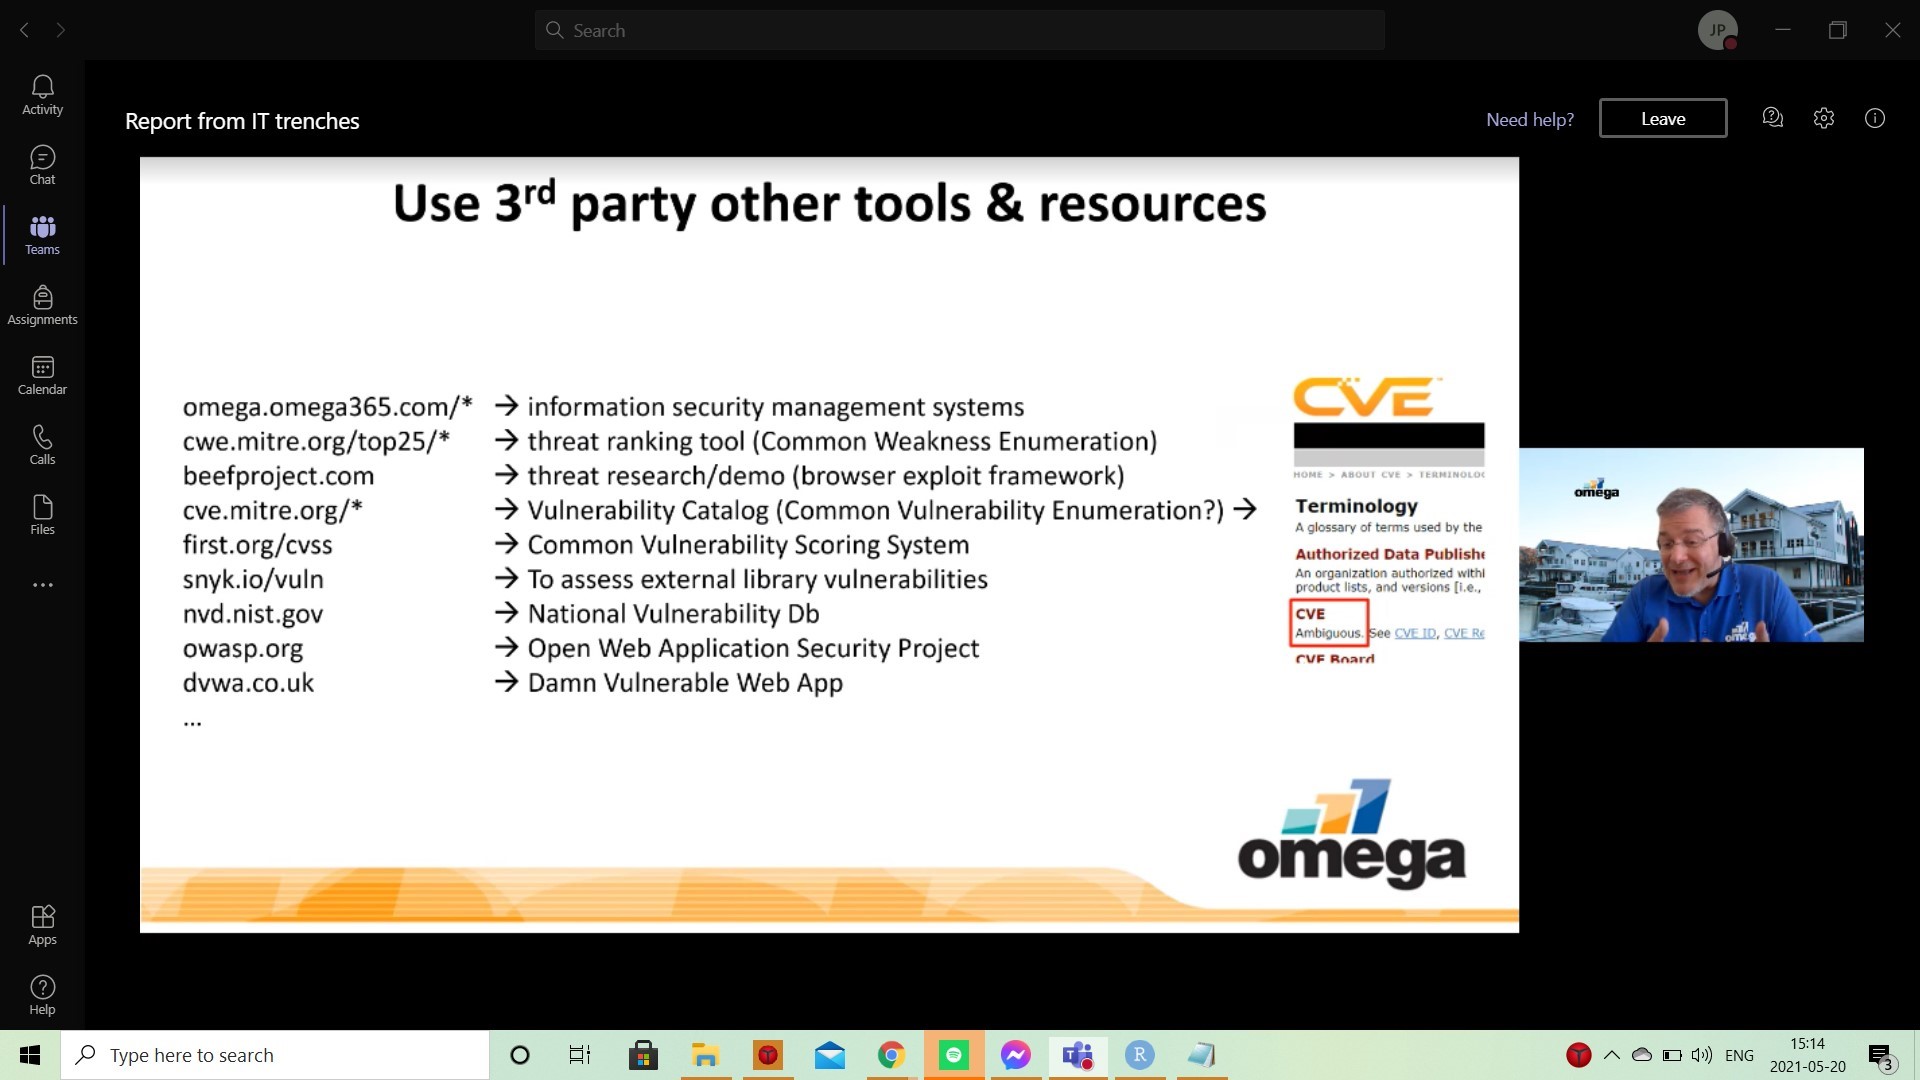 Search
JP
Activity
Chat
Teams
Assignments
Calendar
Calls
Files
Apps
Help
Report from IT trenches
Need help?
Leave
Use 3rd party other tools & resources
omega.omega365.com/* → information security management systems
cwe.mitre.org/top25/* → threat ranking tool (Common Weakness Enumeration)
beefproject.com → threat research/demo (browser exploit framework)
cve.mitre.org/* → Vulnerability Catalog (Common Vulnerability Enumeration?) →
first.org/cvss → Common Vulnerability Scoring System
snyk.io/vuln → To assess external library vulnerabilities
nvd.nist.gov → National Vulnerability Db
owasp.org → Open Web Application Security Project
dvwa.co.uk → Damn Vulnerable Web App
...
CVE
HOME > ABOUT CVE > TERMINOLOG
Terminology
A glossary of terms used by the
Authorized Data Publishe
An organization authorized withi
product lists, and versions [i.e.,
CVE
Ambiguous. See CVE ID, CVE Re
CVE Board
omega
omega
omega
Type here to search
R
ENG
15:14
2021-05-20
3